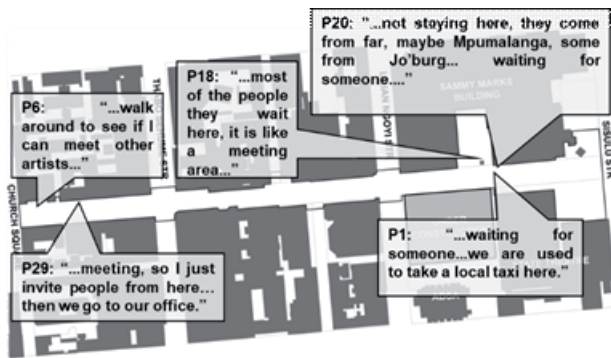 P20: “...not staying here, they come
from far, maybe Mpumalanga, some
from Jo’burg... waiting for
someone....”
P18: “...most
of the people
they wait
here, it is like
a meeting
area...”
SAMMY MARKS
BUILDING
P6: “...walk
around to see if I
can meet other
artists...”
SISULU STR
CHURCH SQU
P29: “...meeting, so I just
invite people from here…
then we go to our office.”
P1: “...waiting for
someone...we are used
to take a local taxi here.”